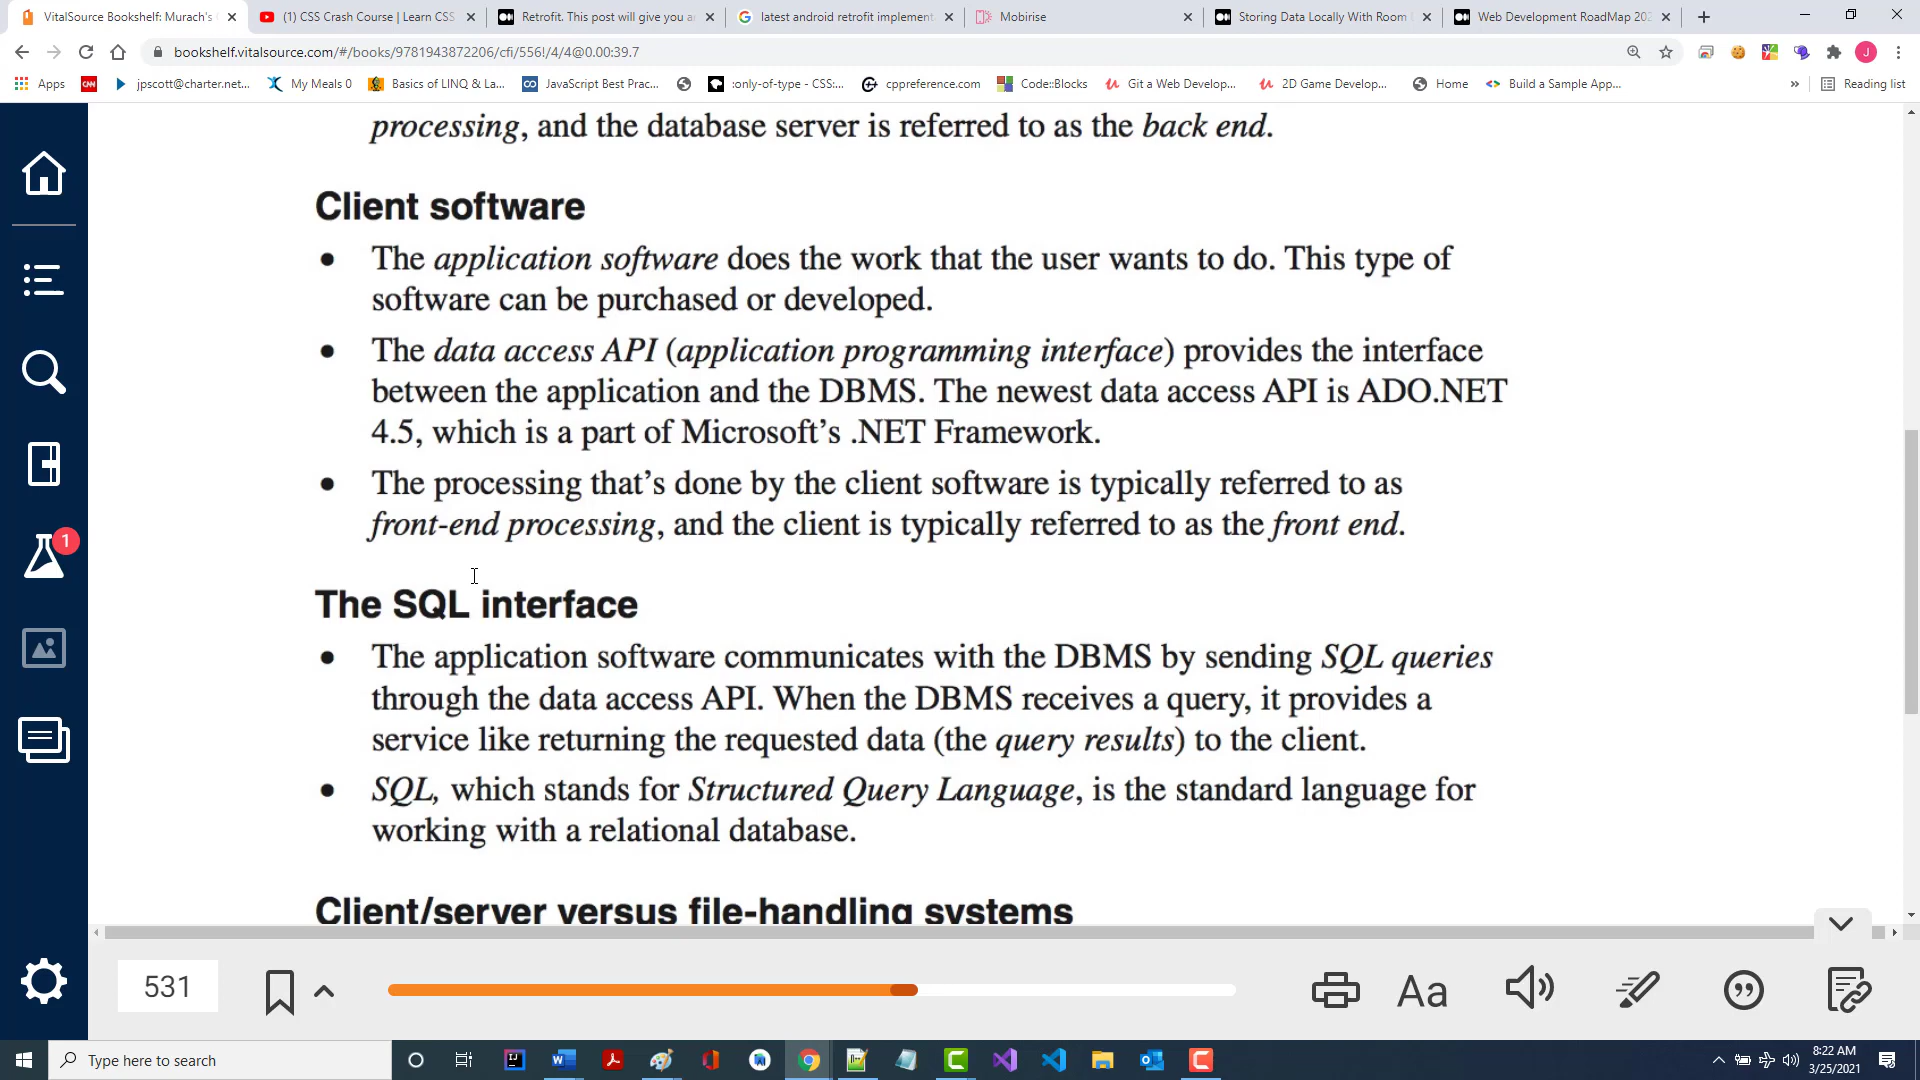 VitalSource Bookshelf: Murach's
(1) CSS Crash Course | Learn CSS
Retrofit. This post will give you a
latest android retrofit implement
Mobirise
Storing Data Locally With Room
Web Development RoadMap 202
bookshelf.vitalsource.com/#/books/9781943872206/cfi/556!/4/4@0.00:39.7
J
Apps
CNN
jpscott@charter.net...
My Meals 0
Basics of LINQ & La...
JavaScript Best Prac...
:only-of-type - CSS:...
cppreference.com
Code::Blocks
Git a Web Develop...
2D Game Develop...
Home
Build a Sample App...
»
Reading list
processing, and the database server is referred to as the back end.
Client software
• The application software does the work that the user wants to do. This type of
software can be purchased or developed.
• The data access API (application programming interface) provides the interface
between the application and the DBMS. The newest data access API is ADO.NET
4.5, which is a part of Microsoft's .NET Framework.
• The processing that's done by the client software is typically referred to as
front-end processing, and the client is typically referred to as the front end.
1
The SQL interface
• The application software communicates with the DBMS by sending SQL queries
through the data access API. When the DBMS receives a query, it provides a
service like returning the requested data (the query results) to the client.
• SQL, which stands for Structured Query Language, is the standard language for
working with a relational database.
Client/server versus file-handling systems
531
Aa
Type here to search
8:22 AM
3/25/2021